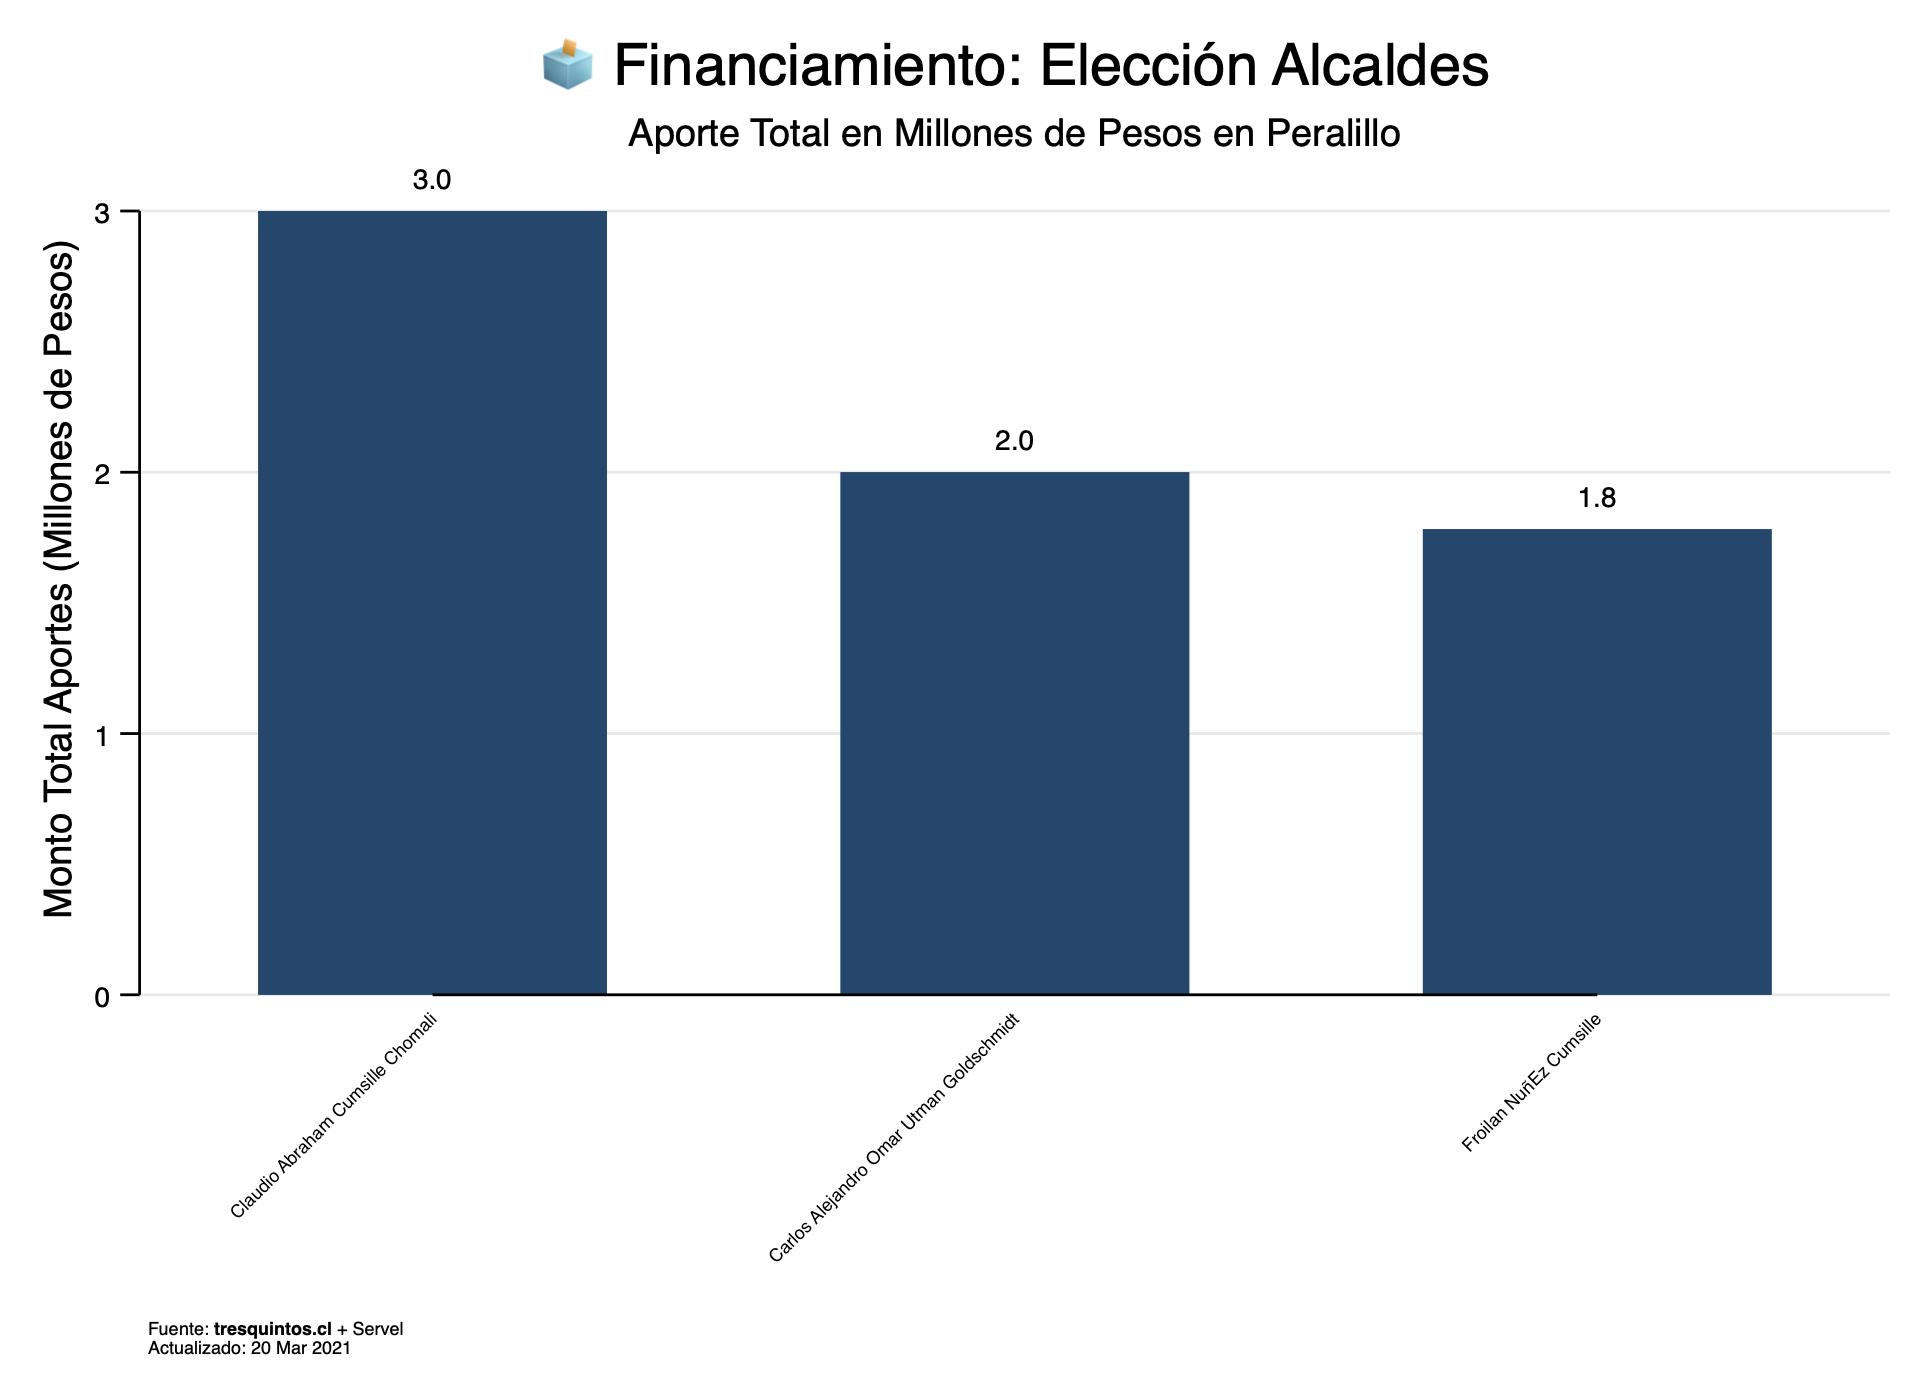 Financiamiento: Elección Alcaldes
Aporte Total en Millones de Pesos en Peralillo
Monto Total Aportes (Millones de Pesos)
3
2
1
0
3.0
2.0
1.8
Claudio Abraham Cumsille Chomali
Carlos Alejandro Omar Utman Goldschmidt
Froilan NuñEz Cumsille
Fuente: tresquintos.cl + Servel
Actualizado: 20 Mar 2021